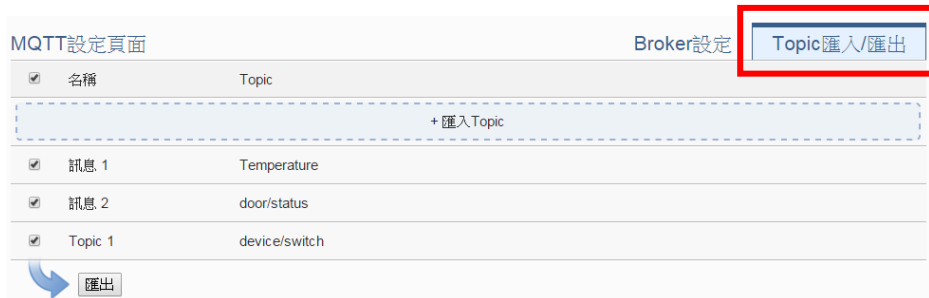 MQTT設定頁面 Broker設定 Topic匯入/匯出
名稱 Topic
+ 匯入Topic
訊息 1 Temperature
訊息 2 door/status
Topic 1 device/switch
匯出